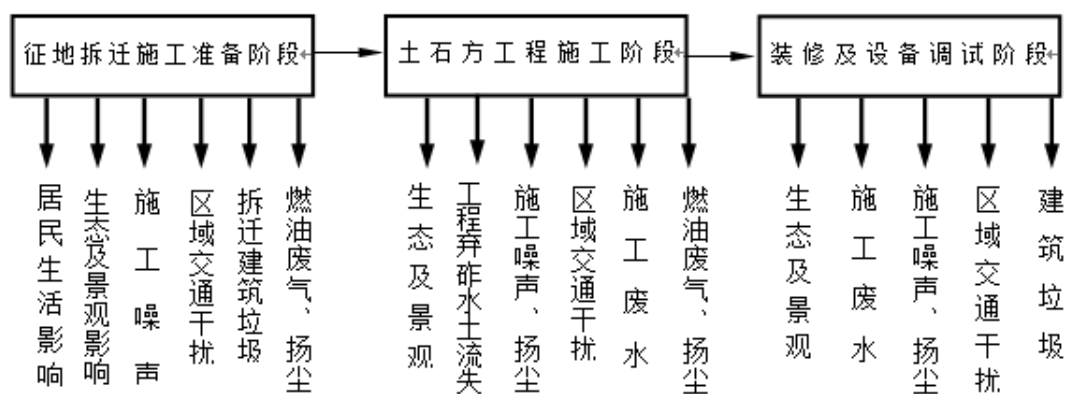 征地拆迁施工准备阶段
土石方工程施工阶段
装修及设备调试阶段
居民生活影响
生态及景观影响
施工噪声
区域交通干扰
拆迁建筑垃圾
燃油废气、扬尘
生态及景观
工程弃砟水土流失
施工噪声、扬尘
区域交通干扰
施工废水
燃油废气、扬尘
生态及景观
施工废水
施工噪声、扬尘
区域交通干扰
建筑垃圾